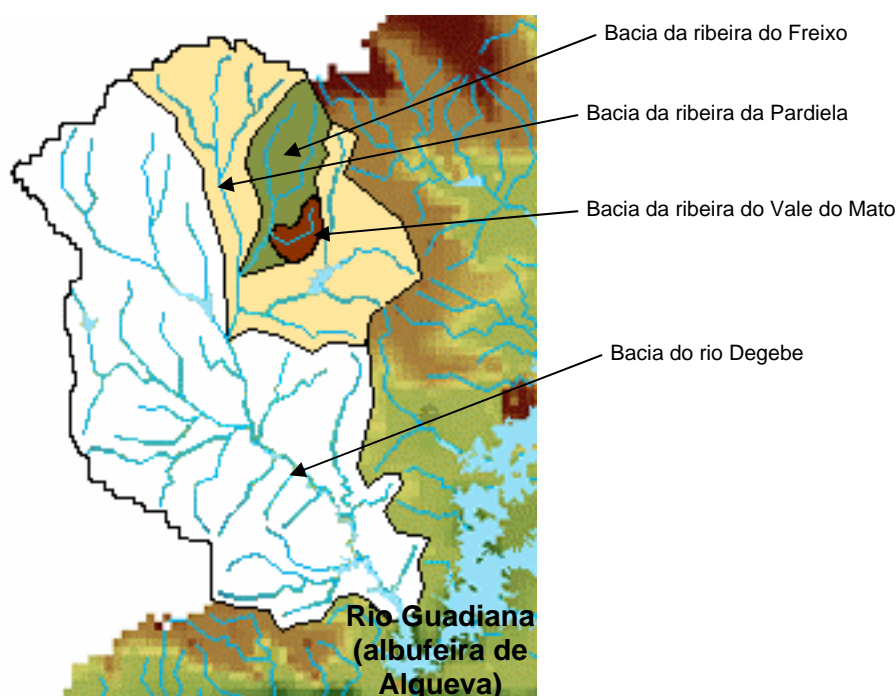 Bacia da ribeira do Freixo
Bacia da ribeira da Pardiela
Bacia da ribeira do Vale do Mato
Bacia do rio Degebe
Rio Guadiana
(albufeira de
Alqueva)